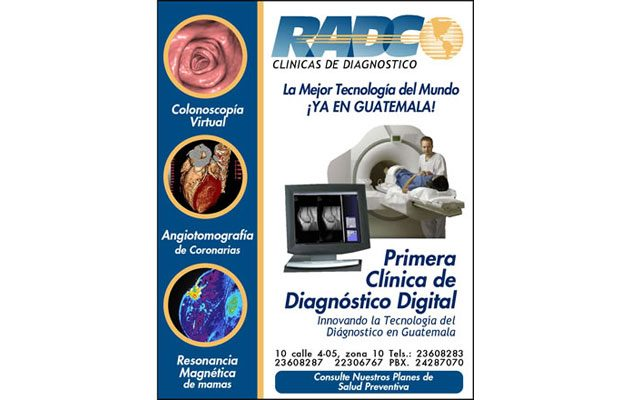 RADCO
CLINICAS DE DIAGNOSTICO
La Mejor Tecnología del Mundo
¡YA EN GUATEMALA!
Colonoscopía
Virtual
Angiotomografía
de Coronarias
Resonancia
Magnética
de mamas
Primera
Clínica de
Diagnóstico Digital
Innovando la Tecnologia del
Diágnostico en Guatemala
10 calle 4-05, zona 10 Tels.: 23608283
23608287 22306767 PBX. 24287070
Consulte Nuestros Planes de
Salud Preventiva